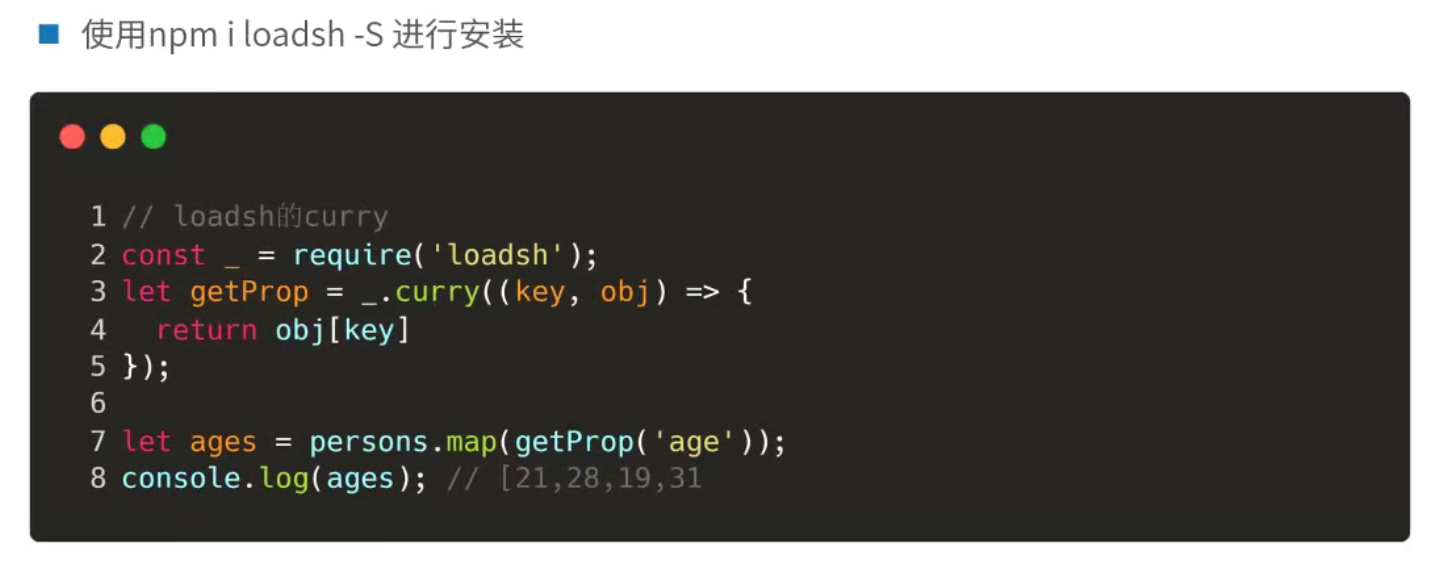 使用npm i loadsh -S 进行安装
1 // loadsh的curry
2 const _ = require('loadsh');
3 let getProp = _.curry((key, obj) => {
4   return obj[key]
5 });
6
7 let ages = persons.map(getProp('age'));
8 console.log(ages); // [21,28,19,31